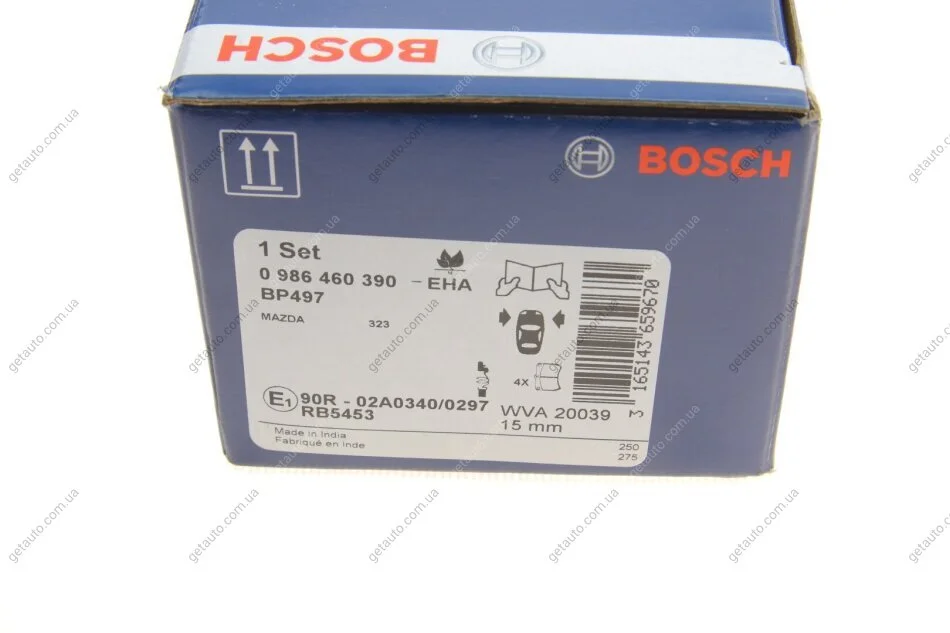 BOSCH
BOSCH
1 Set
0 986 460 390 - EHA
BP497
MAZDA 323
4X
E1 90R - 02A0340/0297
RB5453
WVA 20039
15 mm
3 165143 659670
Made in India
Fabriqué en Inde
250
275
getauto.com.ua